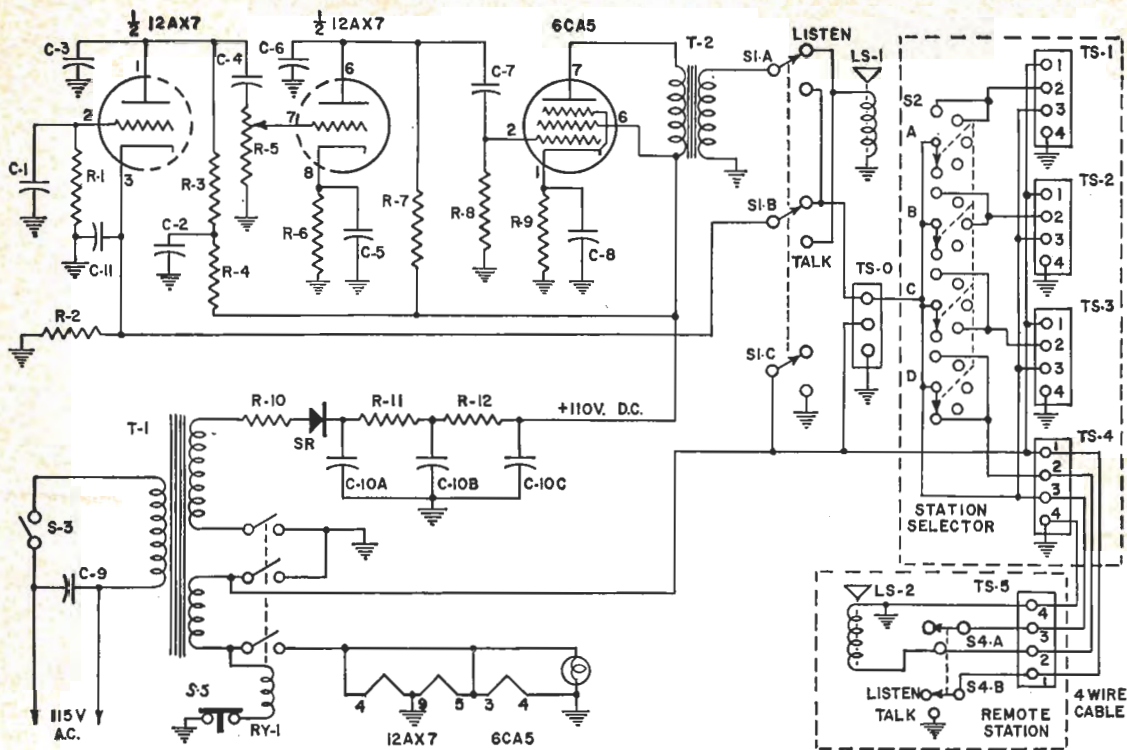 ½ 12AX7
½ 12AX7
6CA5
C-3
1
C-4
C-6
6
C-7
7
T-2
S1-A
LISTEN
LS-1
TS-1
1
2
3
4
2
7
2
6
S2
A
C-1
R-1
3
R-3
R-5
8
R-7
R-8
1
R-9
C-2
R-4
R-6
C-5
C-8
C-11
R-2
S1-B
TALK
TS-0
B
C
D
TS-2
1
2
3
4
TS-3
1
2
3
4
S1-C
T-1
R-10
SR
R-11
R-12
+110V. D.C.
C-10A
C-10B
C-10C
TS-4
1
2
3
4
STATION
SELECTOR
S-3
C-9
LS-2
TS-5
4
3
2
1
S4-A
S4-B
LISTEN
TALK
REMOTE
STATION
4 WIRE
CABLE
S-5
RY-1
4
9
5
3
4
12AX7
6CA5
115V
A.C.